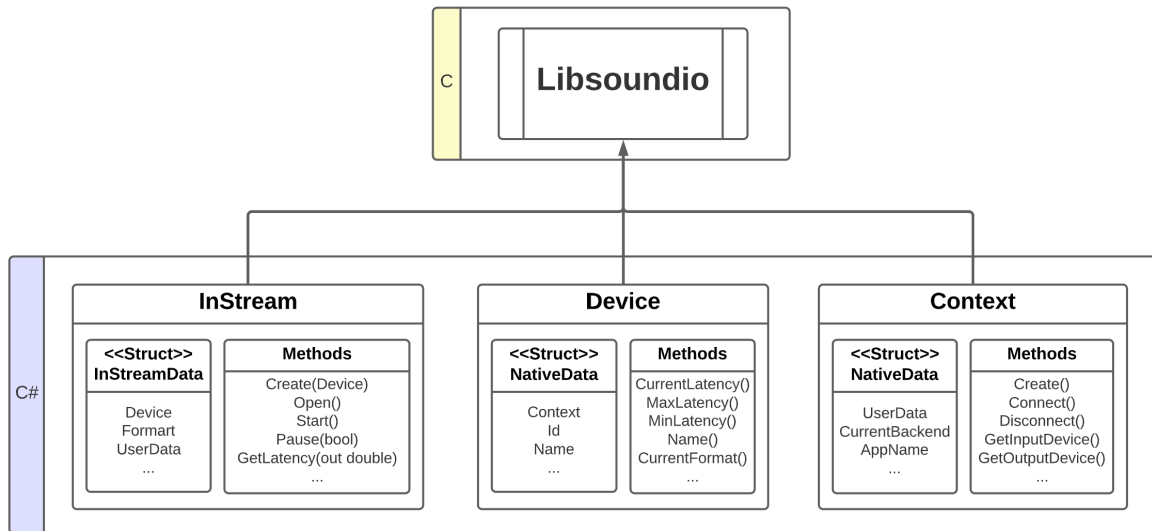 C
Libsoundio
C#
InStream
<<Struct>>
InStreamData
Device
Formart
UserData
...
Methods
Create(Device)
Open()
Start()
Pause(bool)
GetLatency(out double)
...
Device
<<Struct>>
NativeData
Context
Id
Name
...
Methods
CurrentLatency()
MaxLatency()
MinLatency()
Name()
CurrentFormat()
...
Context
<<Struct>>
NativeData
UserData
CurrentBackend
AppName
...
Methods
Create()
Connect()
Disconnect()
GetInputDevice()
GetOutputDevice()
...